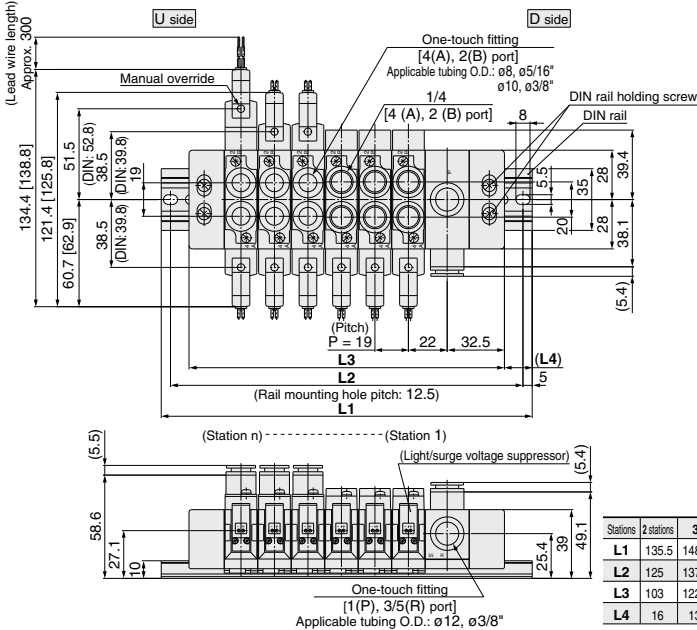 U side
D side
(Lead wire length)
Approx. 300
Manual override
One-touch fitting
[4(A), 2(B) port]
Applicable tubing O.D.: ø8, ø5/16"
ø10, ø3/8"
1/4
[4 (A), 2 (B) port]
DIN rail holding screw
DIN rail
8
134.4 [138.8]
121.4 [125.8]
51.5
60.7 [62.9]
(DIN: 52.8)
38.5
(DIN: 39.8)
19
38.5
(DIN: 39.8)
5.5
20
35
28
28
39.4
38.1
(5.4)
(Pitch)
P = 19
22
32.5
L3
(L4)
L2
5
(Rail mounting hole pitch: 12.5)
L1
(Station n)
(Station 1)
(Light/surge voltage suppressor)
(5.5)
58.6
27.1
10
(5.4)
25.4
39
49.1
One-touch fitting
[1(P), 3/5(R) port]
Applicable tubing O.D.: ø12, ø3/8"
Stations 2 stations 3
L1 135.5 148
L2 125 137
L3 103 122
L4 16 13